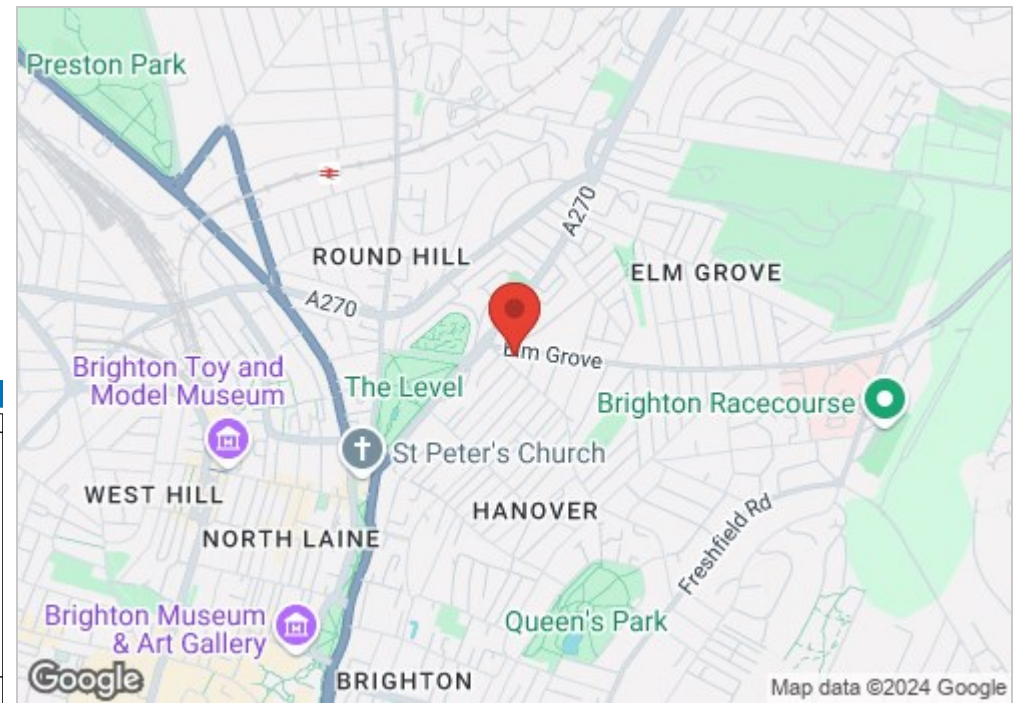 Preston Park
A270
ROUND HILL
ELM GROVE
A270
Elm Grove
Brighton Toy and
Model Museum
The Level
Brighton Racecourse
St Peter's Church
WEST HILL
HANOVER
NORTH LAINE
Freshfield Rd
Brighton Museum
& Art Gallery
Queen's Park
BRIGHTON
Google
Map data ©2024 Google